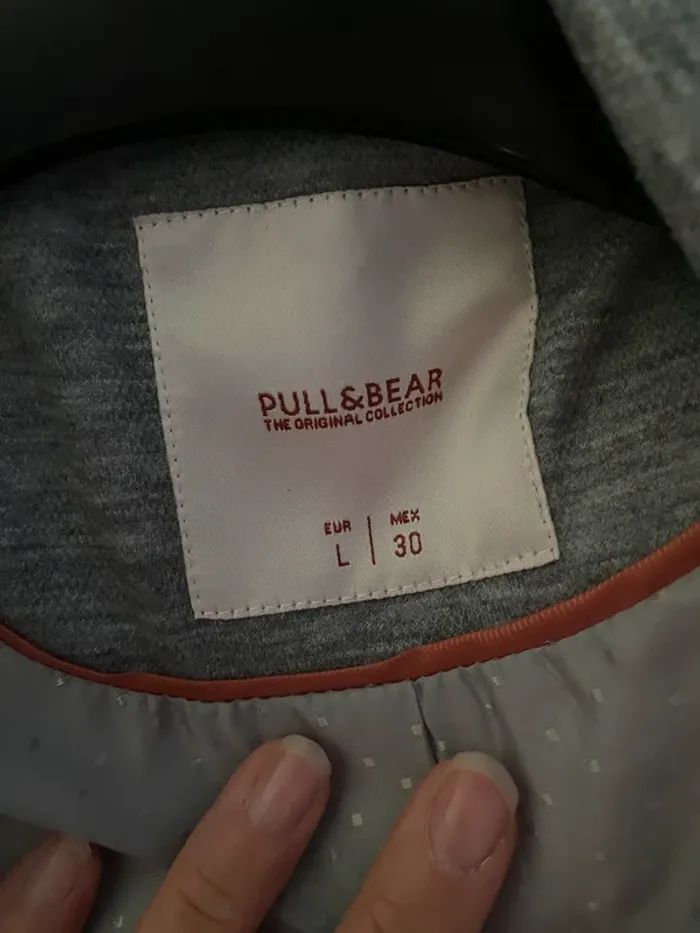 PULL&BEAR
THE ORIGINAL COLLECTION
EUR | MEX
L | 30